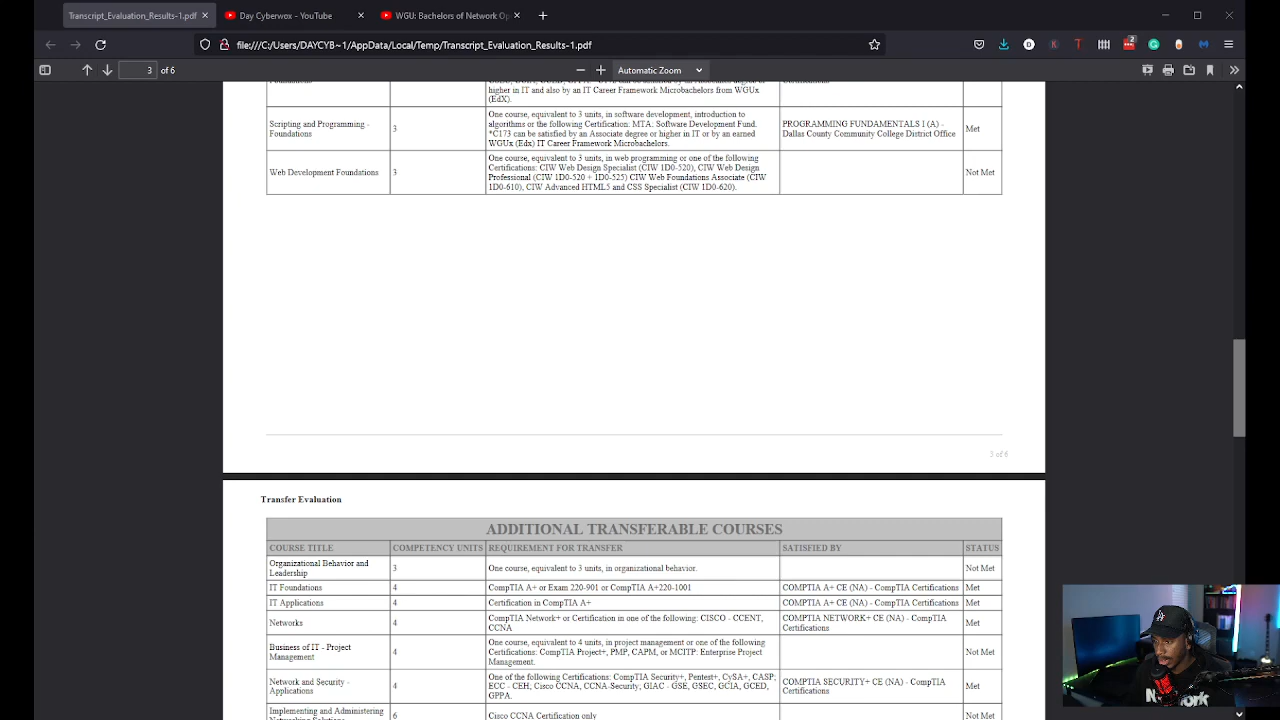 Transcript_Evaluation_Results-1.pdf
Day Cyberwox - YouTube
WGU: Bachelors of Network Op
file:///C:/Users/DAYCYB~1/AppData/Local/Temp/Transcript_Evaluation_Results-1.pdf
2
3 of 6
Automatic Zoom
Foundations
higher in IT and also by an IT Career Framework Microbachelors from WGUx
(EdX).
Scripting and Programming -
Foundations
3
One course, equivalent to 3 units, in software development, introduction to
algorithms or the following Certification: MTA: Software Development Fund.
*C173 can be satisfied by an Associate degree or higher in IT or by an earned
WGUx (Edx) IT Career Framework Microbachelors.
PROGRAMMING FUNDAMENTALS I (A) -
Dallas County Community College District Office
Met
Web Development Foundations
3
One course, equivalent to 3 units, in web programming or one of the following
Certifications: CIW Web Design Specialist (CIW 1D0-520), CIW Web Design
Professional (CIW 1D0-520 + 1D0-525) CIW Web Foundations Associate (CIW
1D0-610), CIW Advanced HTML5 and CSS Specialist (CIW 1D0-620).
Not Met
3 of 6
Transfer Evaluation
ADDITIONAL TRANSFERABLE COURSES
COURSE TITLE
COMPETENCY UNITS
REQUIREMENT FOR TRANSFER
SATISFIED BY
STATUS
Organizational Behavior and
Leadership
3
One course, equivalent to 3 units, in organizational behavior.
Not Met
IT Foundations
4
CompTIA A+ or Exam 220-901 or CompTIA A+220-1001
COMPTIA A+ CE (NA) - CompTIA Certifications
Met
IT Applications
4
Certification in CompTIA A+
COMPTIA A+ CE (NA) - CompTIA Certifications
Met
Networks
4
CompTIA Network+ or Certification in one of the following: CISCO - CCENT,
CCNA
COMPTIA NETWORK+ CE (NA) - CompTIA
Certifications
Met
Business of IT - Project
Management
4
One course, equivalent to 4 units, in project management or one of the following
Certifications: CompTIA Project+, PMP, CAPM, or MCITP: Enterprise Project
Management.
Not Met
Network and Security -
Applications
4
One of the following Certifications: CompTIA Security+, Pentest+, CySA+, CASP;
ECC - CEH, Cisco CCNA, CCNA-Security, GIAC - GSE, GSEC, GCIA, GCED,
GPPA.
COMPTIA SECURITY+ CE (NA) - CompTIA
Certifications
Met
Implementing and Administering
Networking Solutions
6
Cisco CCNA Certification only
Not Met